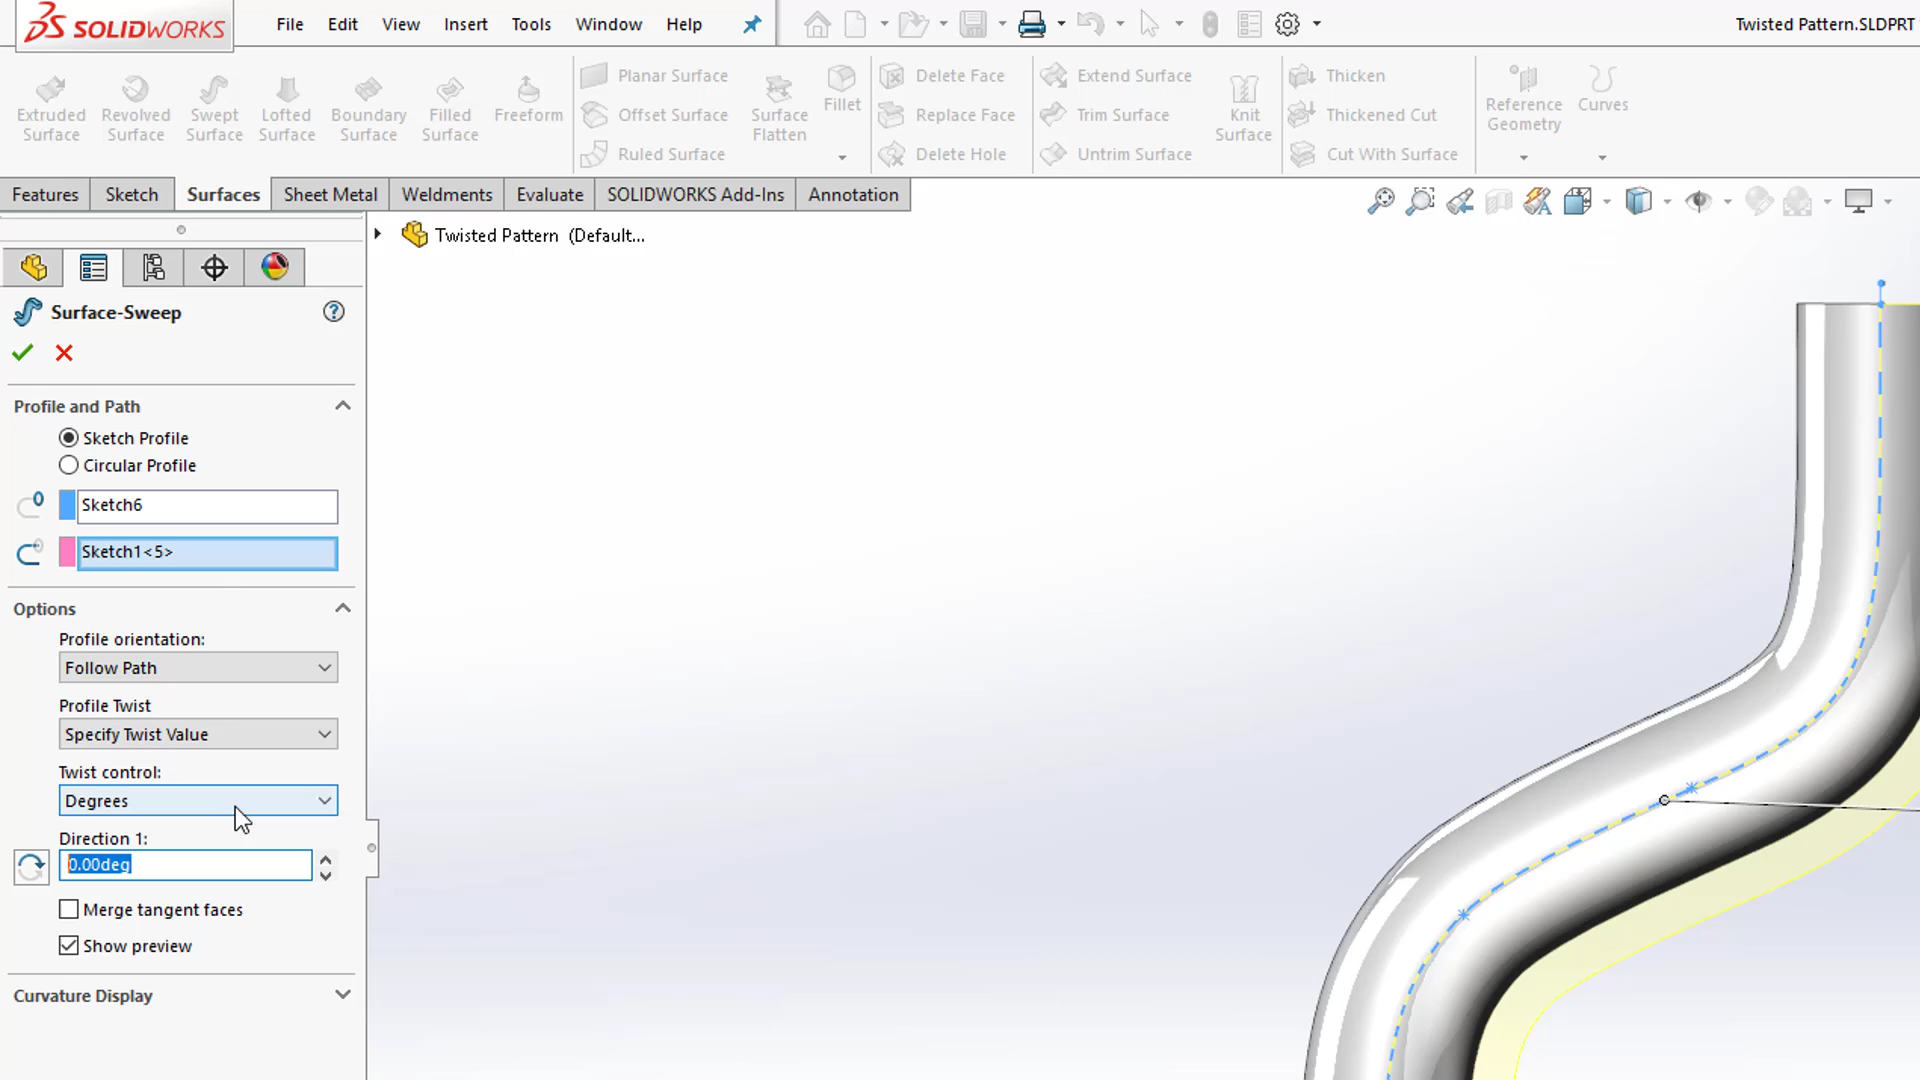 SOLIDWORKS File Edit View Insert Tools Window Help Twisted Pattern.SLDPRT
Extruded Surface
Revolved Surface
Swept Surface
Lofted Surface
Boundary Surface
Filled Surface
Freeform
Planar Surface
Offset Surface
Ruled Surface
Surface Flatten
Fillet
Delete Face
Replace Face
Delete Hole
Extend Surface
Trim Surface
Untrim Surface
Knit Surface
Thicken
Thickened Cut
Cut With Surface
Reference Geometry
Curves
Features Sketch Surfaces Sheet Metal Weldments Evaluate SOLIDWORKS Add-Ins Annotation
Twisted Pattern (Default...
Surface-Sweep
Profile and Path
Sketch Profile
Circular Profile
Sketch6
Sketch1<5>
Options
Profile orientation:
Follow Path
Profile Twist
Specify Twist Value
Twist control:
Degrees
Direction 1:
0.00deg
Merge tangent faces
Show preview
Curvature Display